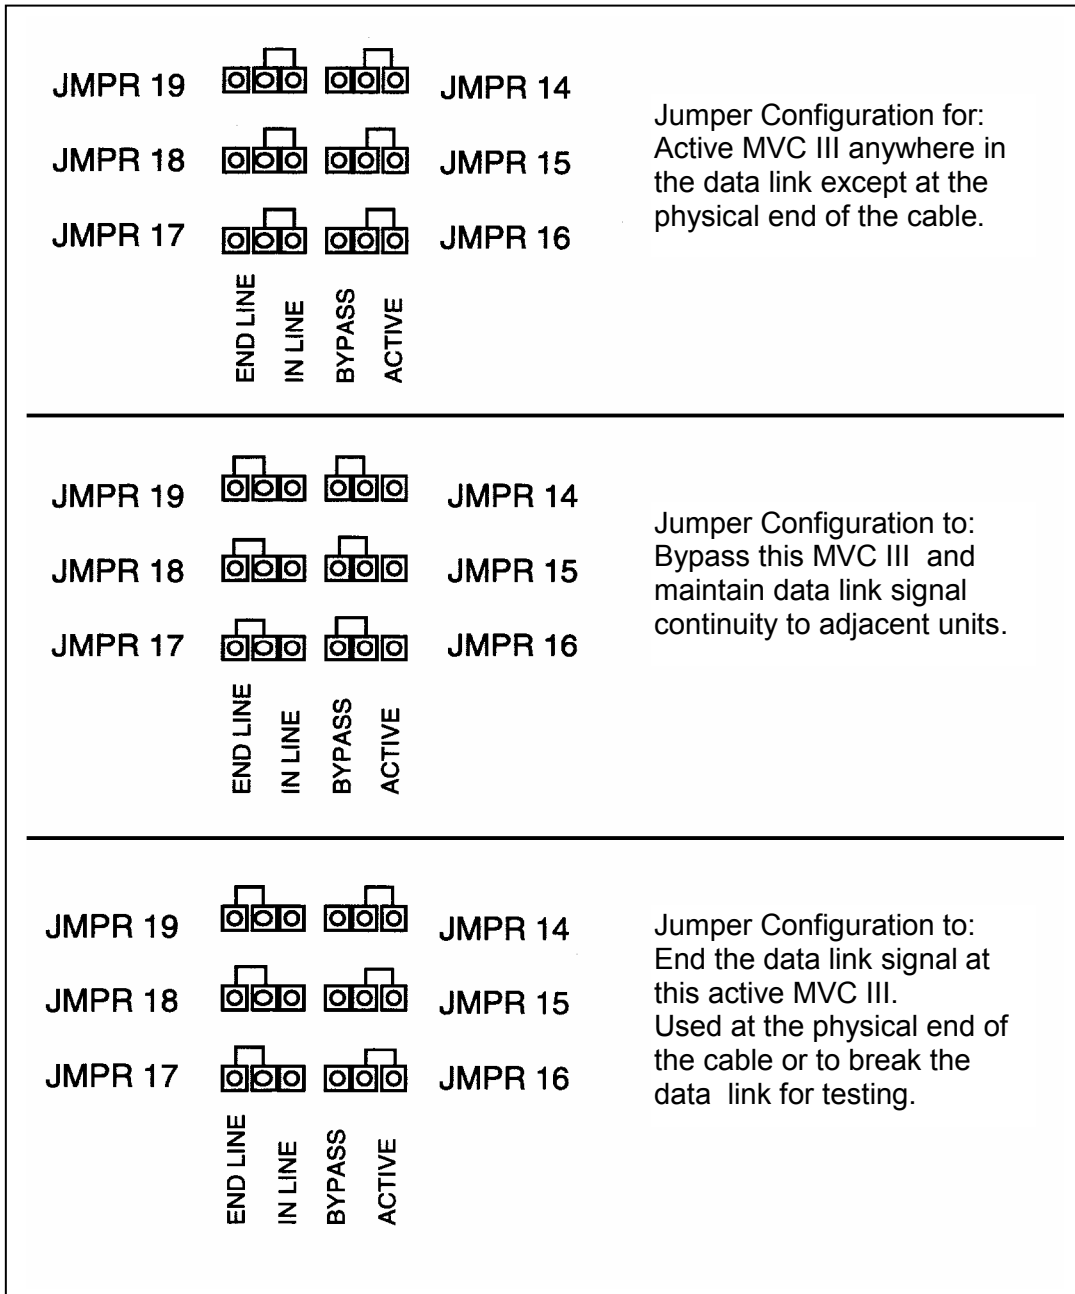 JMPR 19 JMPR 14
JMPR 18 JMPR 15
JMPR 17 JMPR 16
END LINE IN LINE BYPASS ACTIVE
Jumper Configuration for:
Active MVC III anywhere in
the data link except at the
physical end of the cable.
JMPR 19 JMPR 14
JMPR 18 JMPR 15
JMPR 17 JMPR 16
END LINE IN LINE BYPASS ACTIVE
Jumper Configuration to:
Bypass this MVC III and
maintain data link signal
continuity to adjacent units.
JMPR 19 JMPR 14
JMPR 18 JMPR 15
JMPR 17 JMPR 16
END LINE IN LINE BYPASS ACTIVE
Jumper Configuration to:
End the data link signal at
this active MVC III.
Used at the physical end of
the cable or to break the
data link for testing.